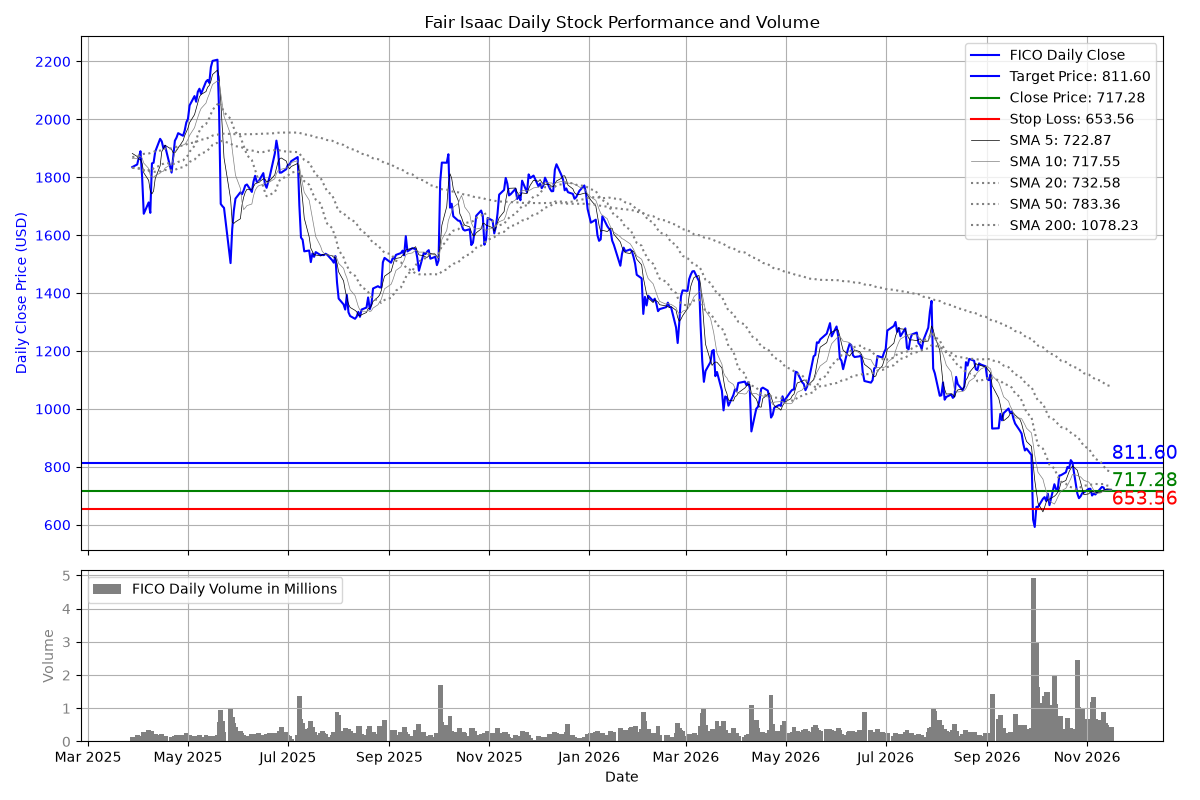 Fair Isaac Daily Stock Performance and Volume
Daily Close Price (USD)
2200
2000
1800
1600
1400
1200
1000
800
600
FICO Daily Close
Target Price: 811.60
Close Price: 717.28
Stop Loss: 653.56
SMA 5: 722.87
SMA 10: 717.55
SMA 20: 732.58
SMA 50: 783.36
SMA 200: 1078.23
811.60
717.28
653.56
Volume
5
4
3
2
1
0
FICO Daily Volume in Millions
Mar 2025 May 2025 Jul 2025 Sep 2025 Nov 2025 Jan 2026 Mar 2026 May 2026 Jul 2026 Sep 2026 Nov 2026
Date